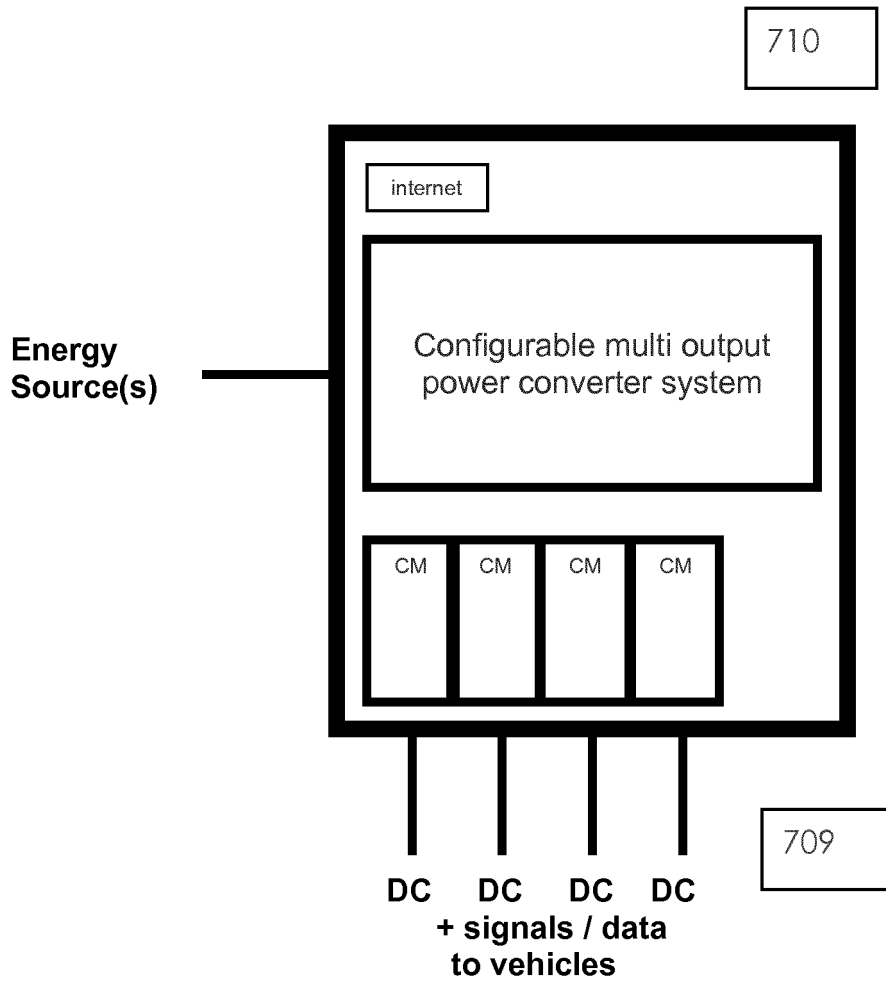 710
internet
Configurable multi output
power converter system
Energy
Source(s)
CM CM CM CM
709
DC DC DC DC
+ signals / data
to vehicles